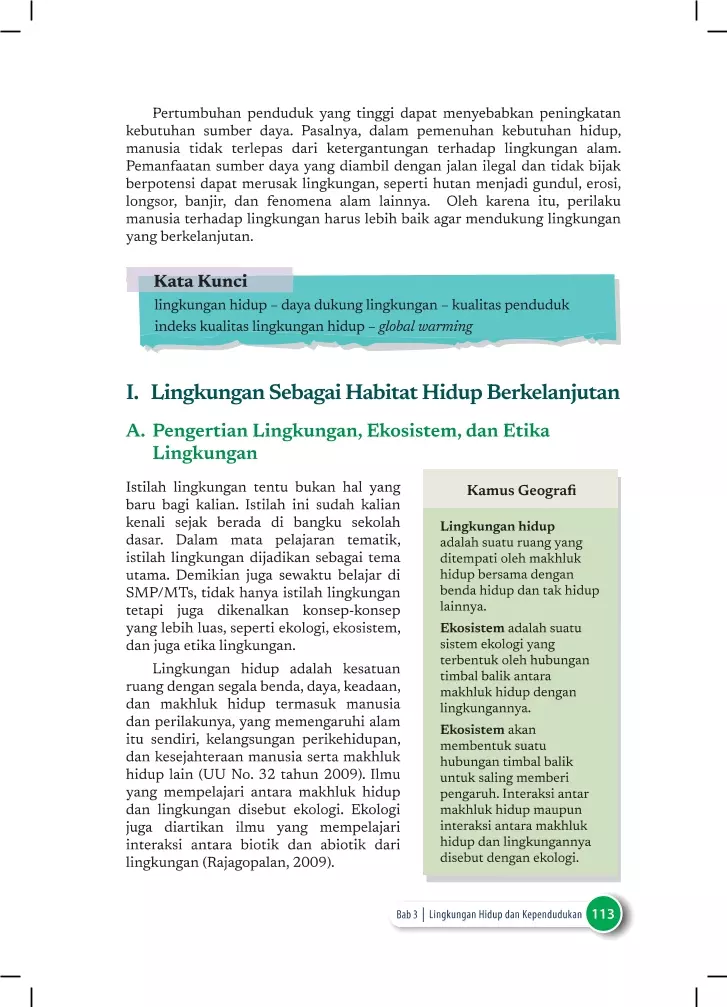 Pertumbuhan penduduk yang tinggi dapat menyebabkan peningkatan
kebutuhan sumber daya. Pasalnya, dalam pemenuhan kebutuhan hidup,
manusia tidak terlepas dari ketergantungan terhadap lingkungan alam.
Pemanfaatan sumber daya yang diambil dengan jalan ilegal dan tidak bijak
berpotensi dapat merusak lingkungan, seperti hutan menjadi gundul, erosi,
longsor, banjir, dan fenomena alam lainnya. Oleh karena itu, perilaku
manusia terhadap lingkungan harus lebih baik agar mendukung lingkungan
yang berkelanjutan.
Kata Kunci
lingkungan hidup – daya dukung lingkungan – kualitas penduduk
indeks kualitas lingkungan hidup – global warming
I. Lingkungan Sebagai Habitat Hidup Berkelanjutan
A. Pengertian Lingkungan, Ekosistem, dan Etika
Lingkungan
Istilah lingkungan tentu bukan hal yang
baru bagi kalian. Istilah ini sudah kalian
kenali sejak berada di bangku sekolah
dasar. Dalam mata pelajaran tematik,
istilah lingkungan dijadikan sebagai tema
utama. Demikian juga sewaktu belajar di
SMP/MTs, tidak hanya istilah lingkungan
tetapi juga dikenalkan konsep-konsep
yang lebih luas, seperti ekologi, ekosistem,
dan juga etika lingkungan.
Lingkungan hidup adalah kesatuan
ruang dengan segala benda, daya, keadaan,
dan makhluk hidup termasuk manusia
dan perilakunya, yang memengaruhi alam
itu sendiri, kelangsungan perikehidupan,
dan kesejahteraan manusia serta makhluk
hidup lain (UU No. 32 tahun 2009). Ilmu
yang mempelajari antara makhluk hidup
dan lingkungan disebut ekologi. Ekologi
juga diartikan ilmu yang mempelajari
interaksi antara biotik dan abiotik dari
lingkungan (Rajagopalan, 2009).
Kamus Geografi
Lingkungan hidup
adalah suatu ruang yang
ditempati oleh makhluk
hidup bersama dengan
benda hidup dan tak hidup
lainnya.
Ekosistem adalah suatu
sistem ekologi yang
terbentuk oleh hubungan
timbal balik antara
makhluk hidup dengan
lingkungannya.
Ekosistem akan
membentuk suatu
hubungan timbal balik
untuk saling memberi
pengaruh. Interaksi antar
makhluk hidup maupun
interaksi antara makhluk
hidup dan lingkungannya
disebut dengan ekologi.
Bab 3 | Lingkungan Hidup dan Kependudukan 113